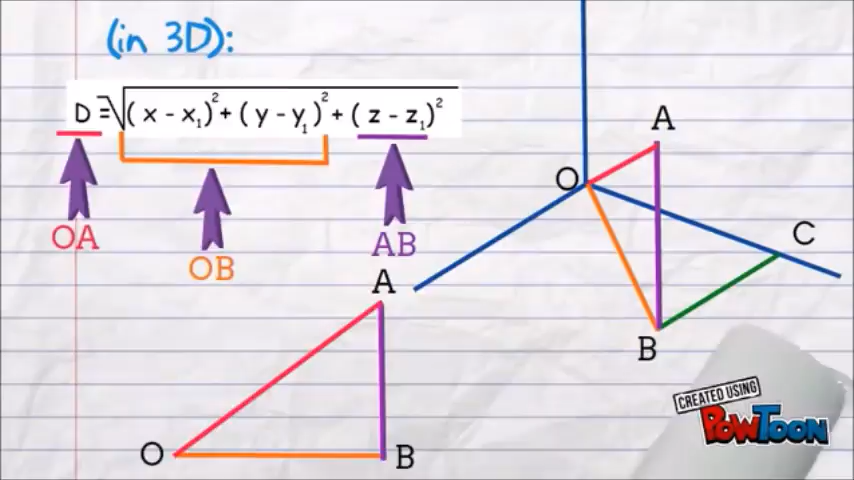 (in 3D):
D = √(x - x₁)² + (y - y₁)² + (z - z₁)²
OA
OB
AB
A
O
B
A
O
C
B
CREATED USING
POWTOON